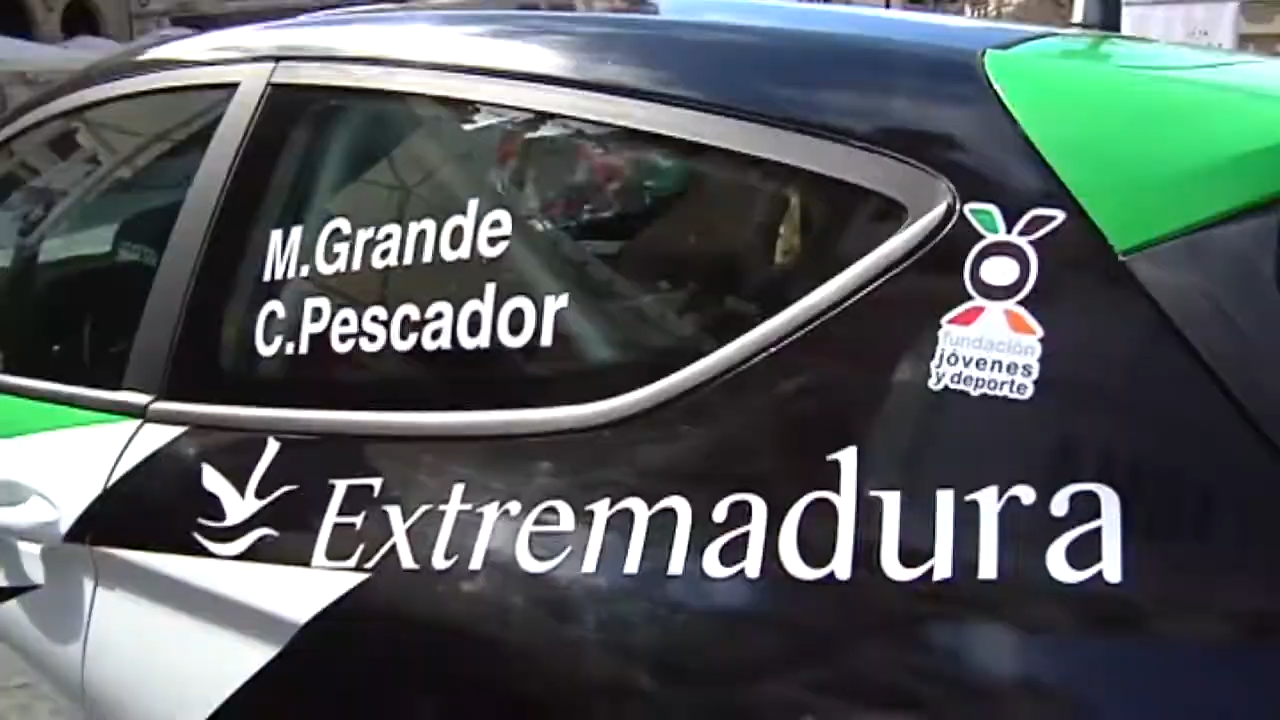 M.Grande
C.Pescador
fundación
jóvenes
y deporte
Extremadura